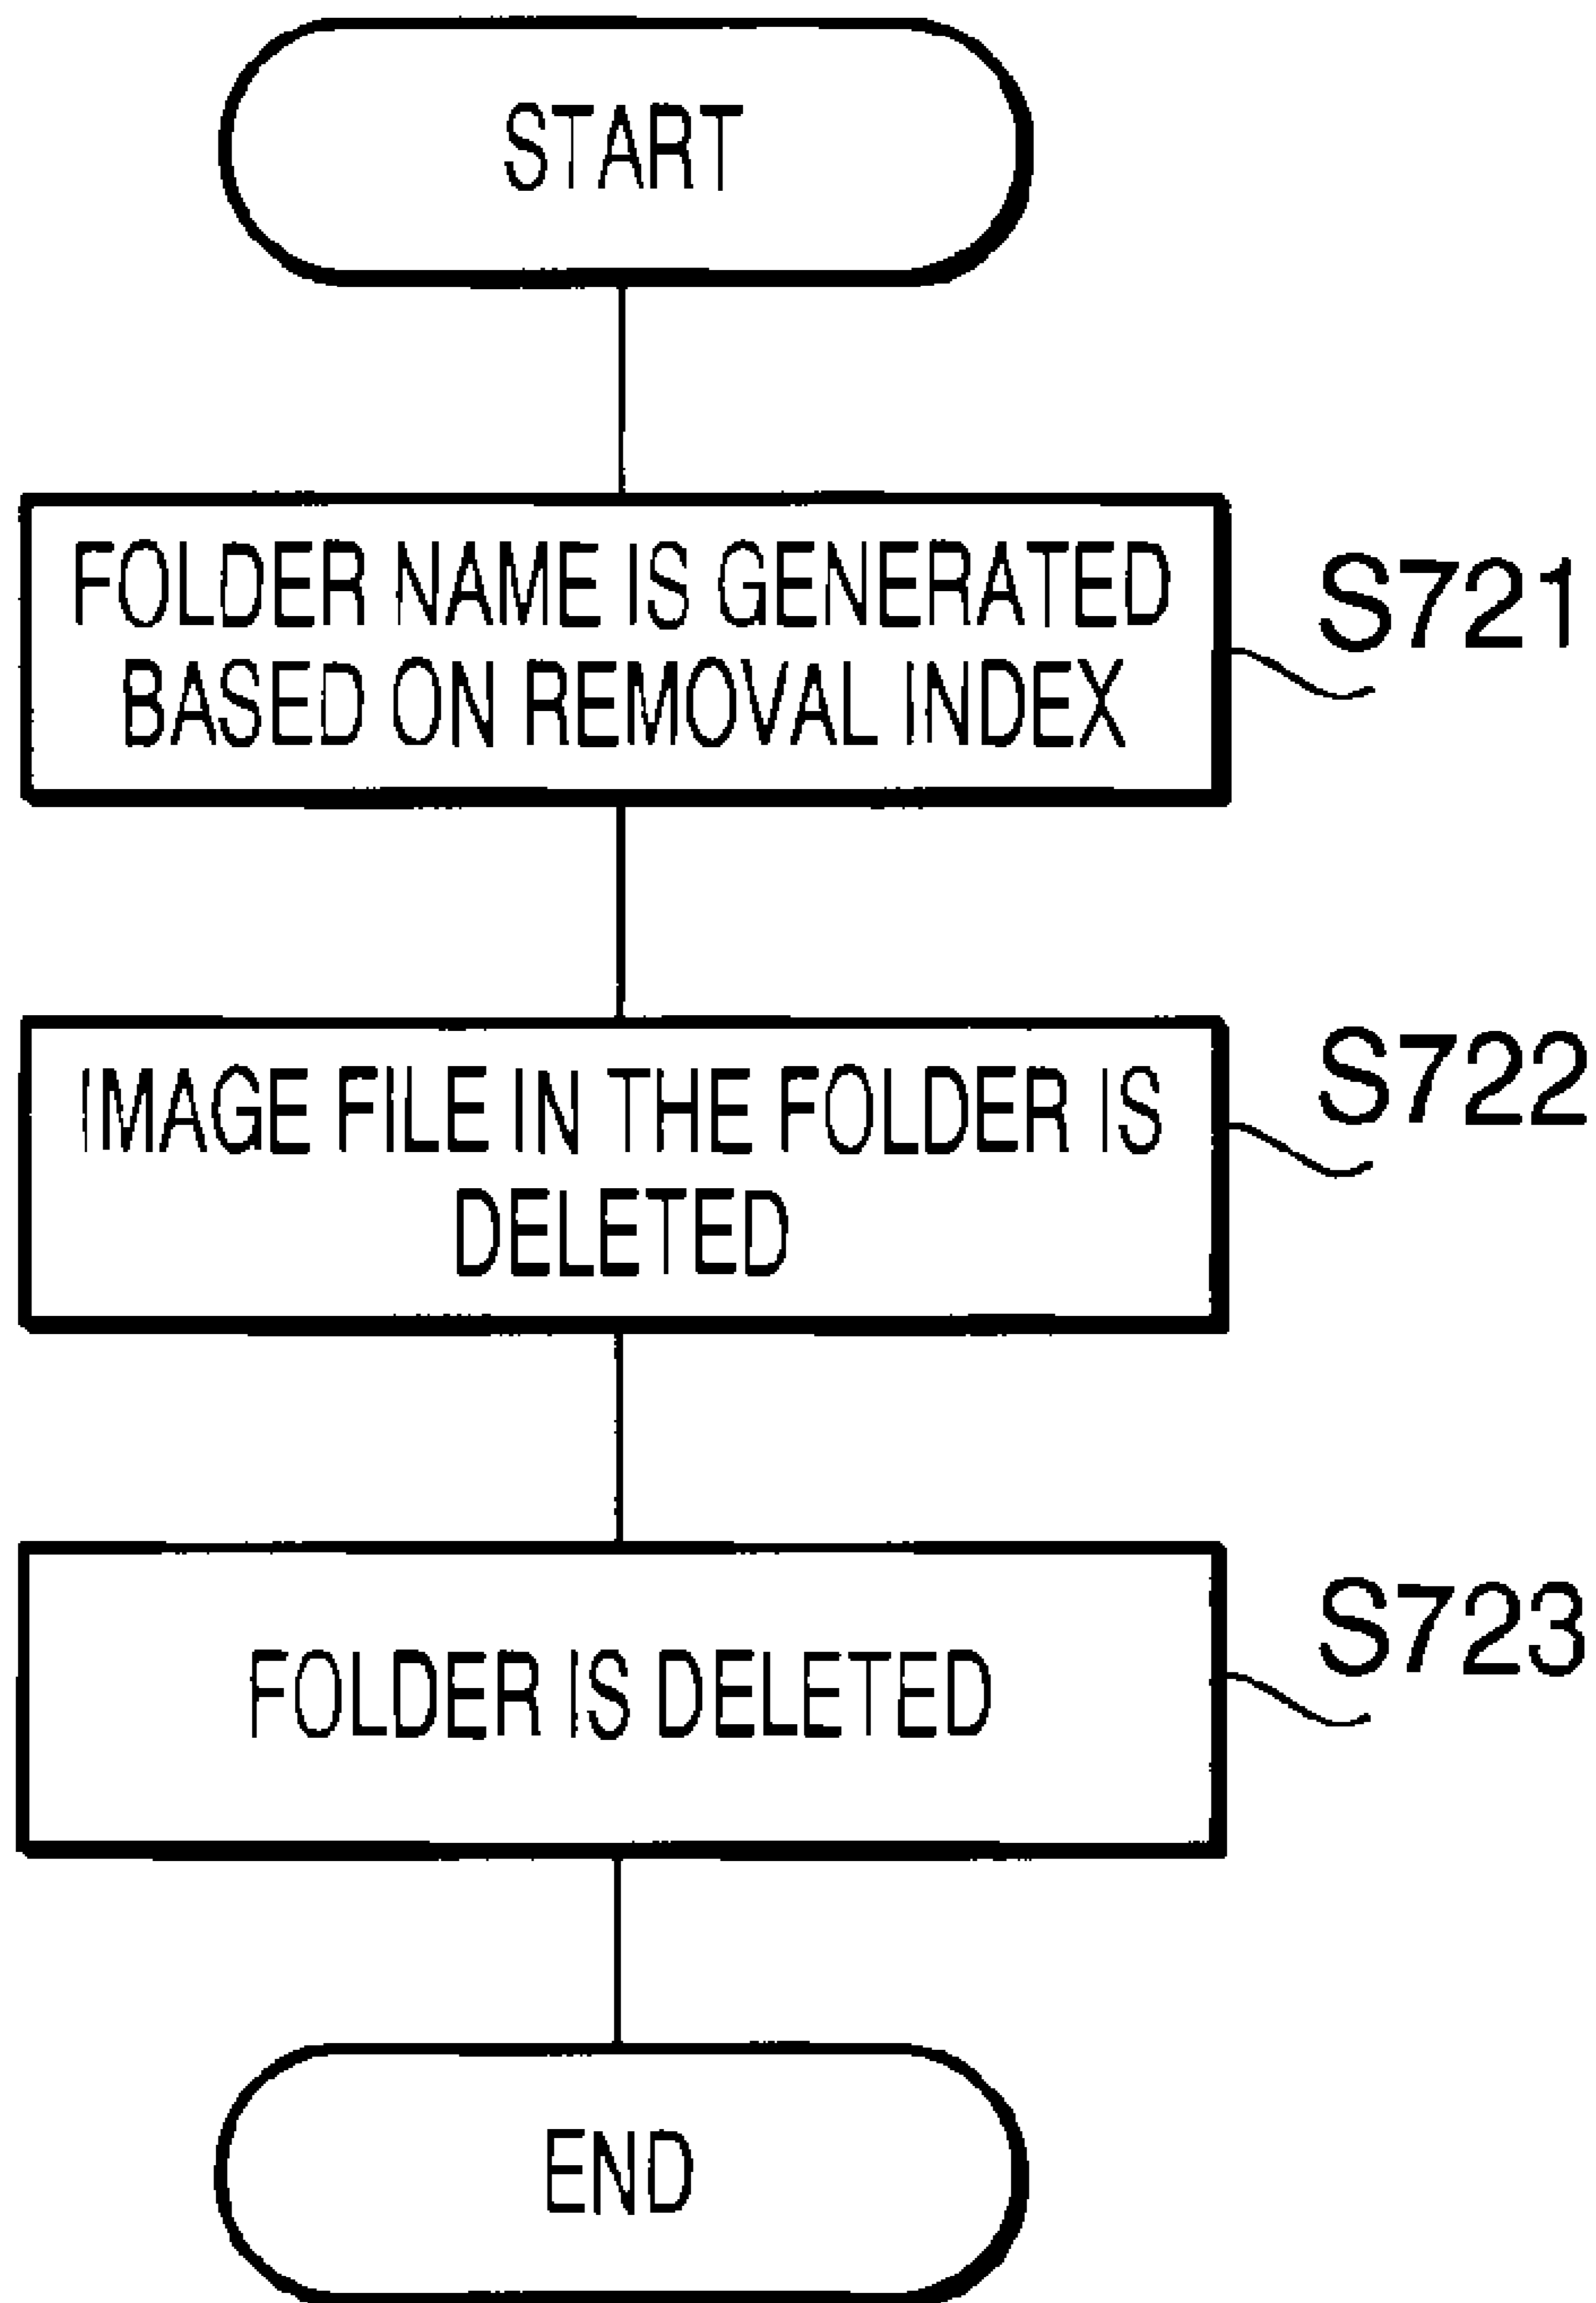 START
FOLDER NAME IS GENERATED
BASED ON REMOVAL INDEX
S721
IMAGE FILE IN THE FOLDER IS
DELETED
S722
FOLDER IS DELETED
S723
END